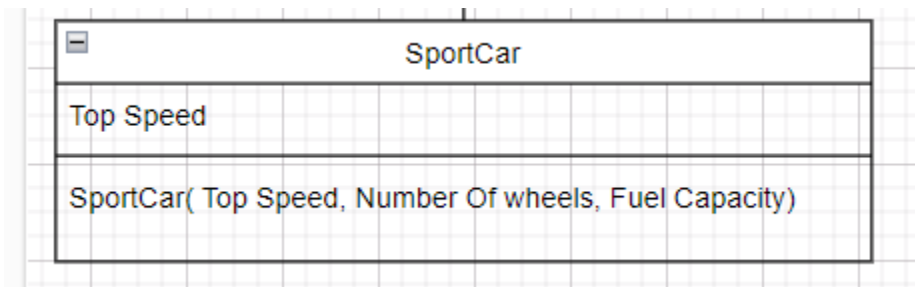 SportCar
Top Speed
SportCar( Top Speed, Number Of wheels, Fuel Capacity)